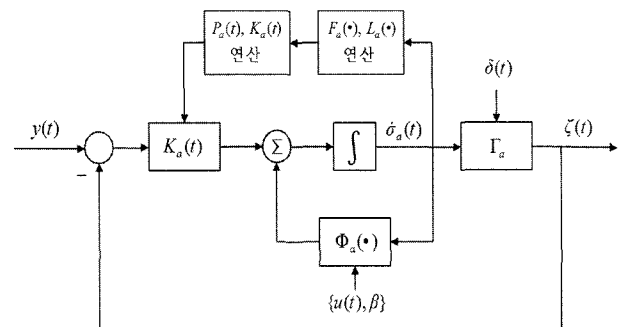 P_a(t), K_a(t)
연산
F_a(•), L_a(•)
연산
δ(t)
y(t)
−
K_a(t)
Σ
∫
σ̇_a(t)
Γ_a
ζ(t)
Φ_a(•)
{u(t), β}